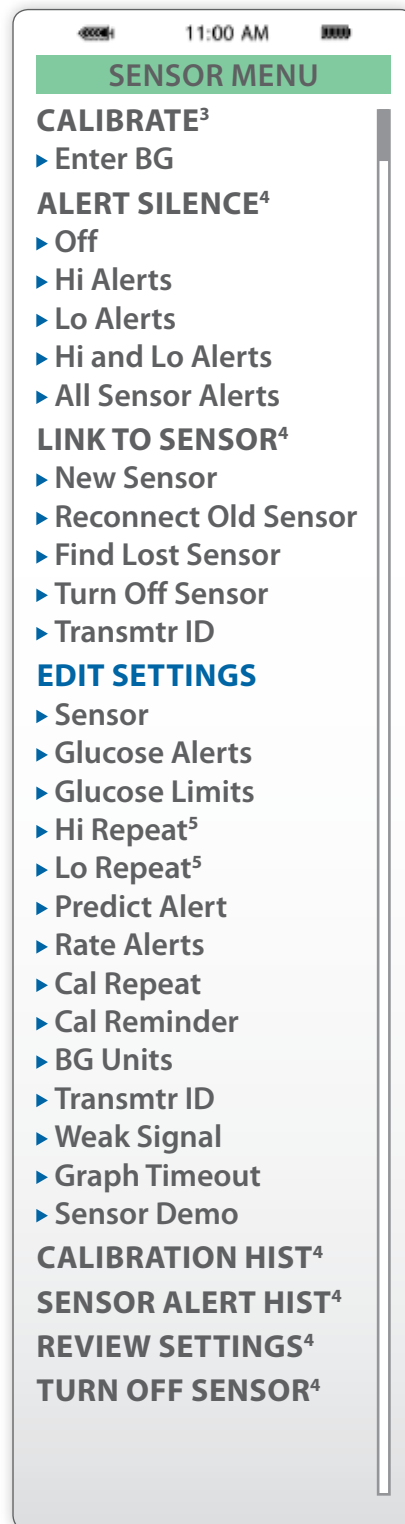 11:00 AM
SENSOR MENU
CALIBRATE³
Enter BG
ALERT SILENCE⁴
Off
Hi Alerts
Lo Alerts
Hi and Lo Alerts
All Sensor Alerts
LINK TO SENSOR⁴
New Sensor
Reconnect Old Sensor
Find Lost Sensor
Turn Off Sensor
Transmtr ID
EDIT SETTINGS
Sensor
Glucose Alerts
Glucose Limits
Hi Repeat⁵
Lo Repeat⁵
Predict Alert
Rate Alerts
Cal Repeat
Cal Reminder
BG Units
Transmtr ID
Weak Signal
Graph Timeout
Sensor Demo
CALIBRATION HIST⁴
SENSOR ALERT HIST⁴
REVIEW SETTINGS⁴
TURN OFF SENSOR⁴